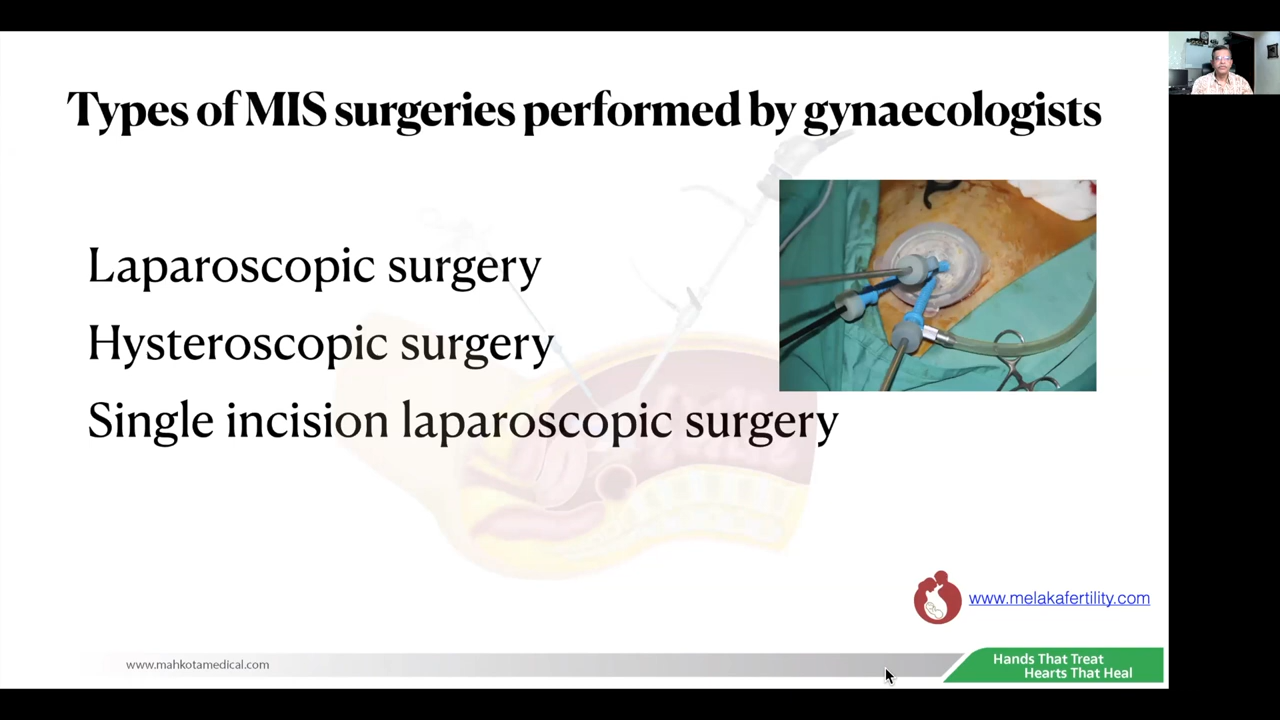 Types of MIS surgeries performed by gynaecologists
Laparoscopic surgery
Hysteroscopic surgery
Single incision laparoscopic surgery
www.melakafertility.com
www.mahkotamedical.com
Hands That Treat
Hearts That Heal